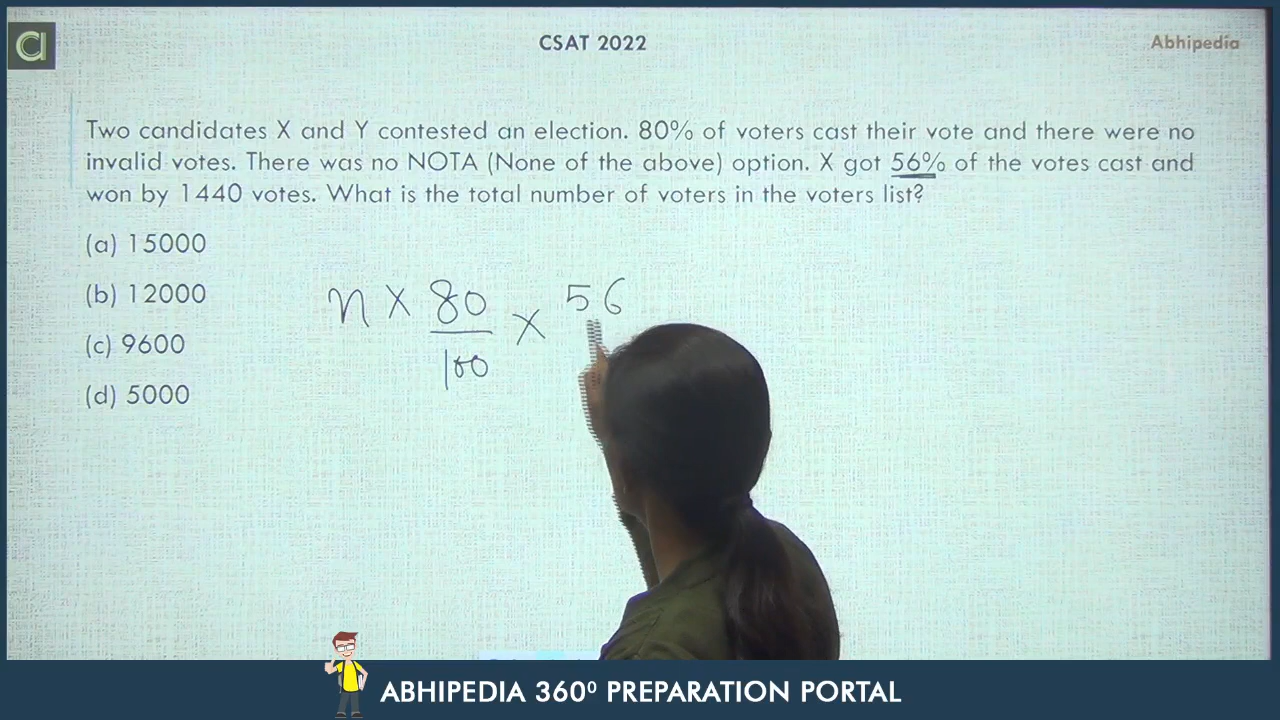 CSAT 2022
Abhipedia
Two candidates X and Y contested an election. 80% of voters cast their vote and there were no
invalid votes. There was no NOTA (None of the above) option. X got 56% of the votes cast and
won by 1440 votes. What is the total number of voters in the voters list?
(a) 15000
(b) 12000
(c) 9600
(d) 5000
n × 80/100 × 56
ABHIPEDIA 360⁰ PREPARATION PORTAL